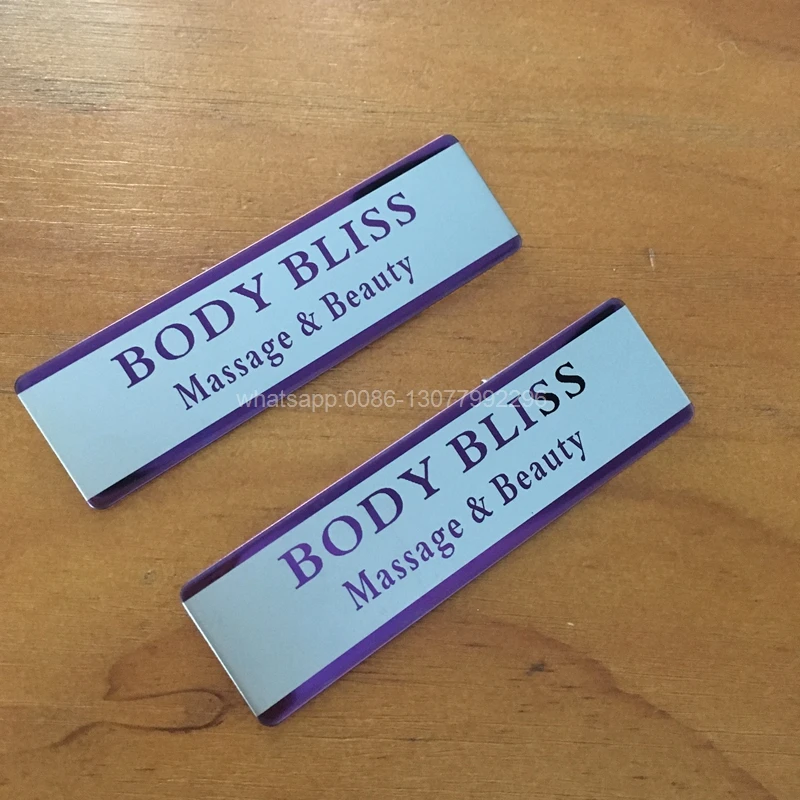 BODY BLISS
Massage & Beauty
whatsapp:0086-13077992296
BODY BLISS
Massage & Beauty